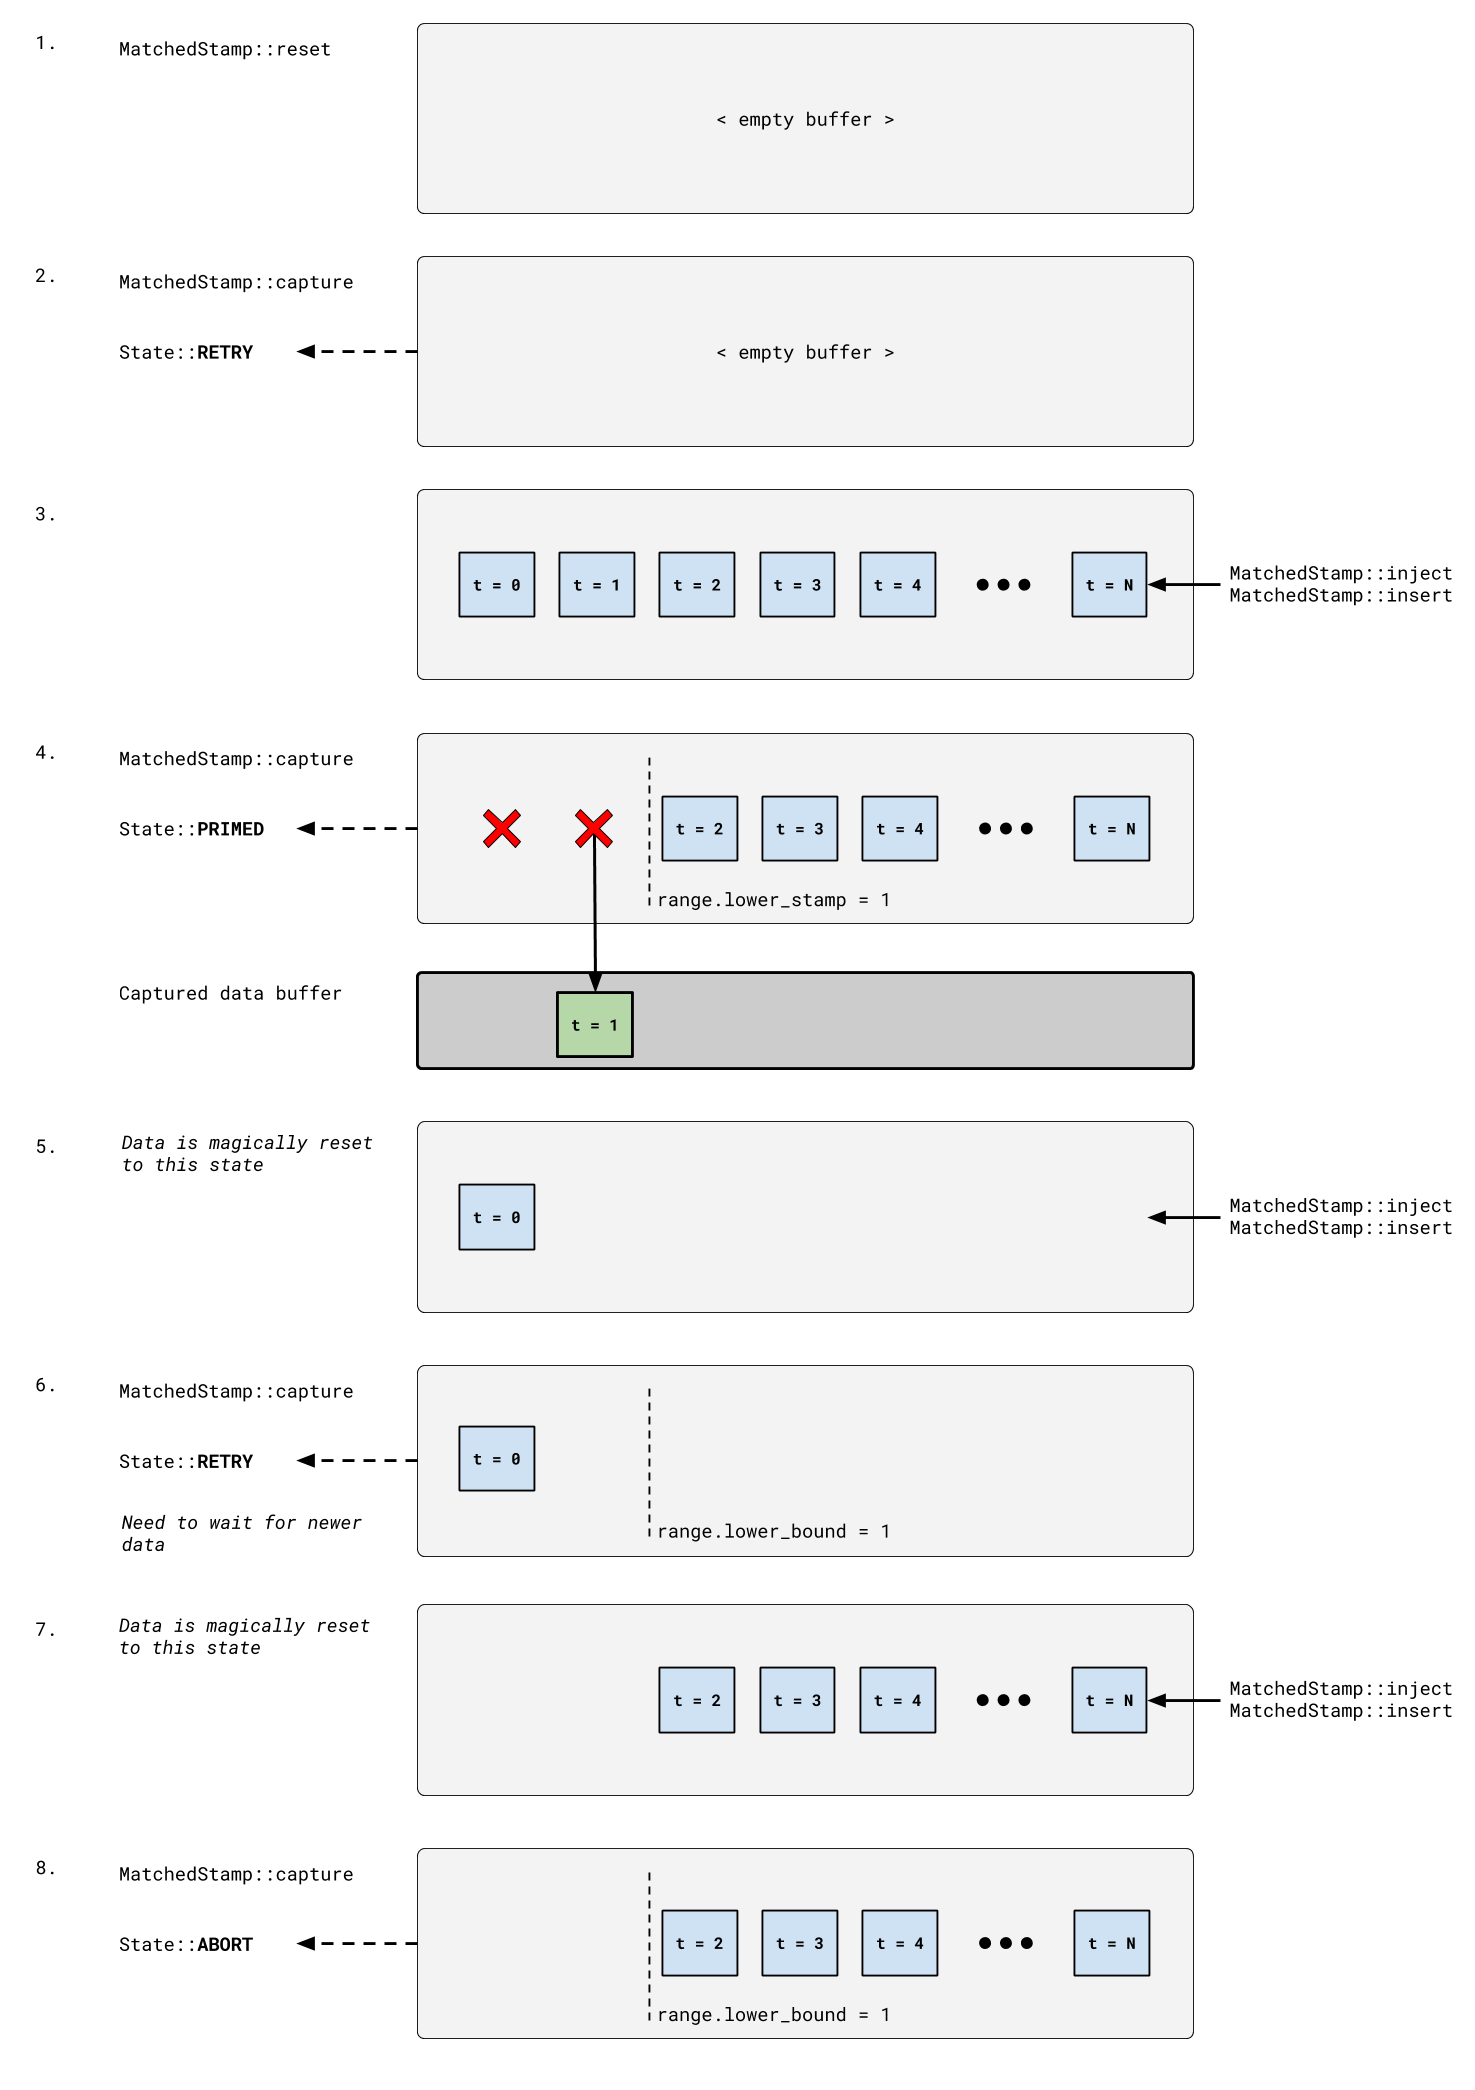 1.
MatchedStamp::reset
< empty buffer >
2.
MatchedStamp::capture
State::RETRY
< empty buffer >
3.
t = 0
t = 1
t = 2
t = 3
t = 4
t = N
MatchedStamp::inject
MatchedStamp::insert
4.
MatchedStamp::capture
State::PRIMED
t = 2
t = 3
t = 4
t = N
range.lower_stamp = 1
Captured data buffer
t = 1
5.
Data is magically reset
to this state
t = 0
MatchedStamp::inject
MatchedStamp::insert
6.
MatchedStamp::capture
State::RETRY
Need to wait for newer
data
t = 0
range.lower_bound = 1
7.
Data is magically reset
to this state
t = 2
t = 3
t = 4
t = N
MatchedStamp::inject
MatchedStamp::insert
8.
MatchedStamp::capture
State::ABORT
t = 2
t = 3
t = 4
t = N
range.lower_bound = 1